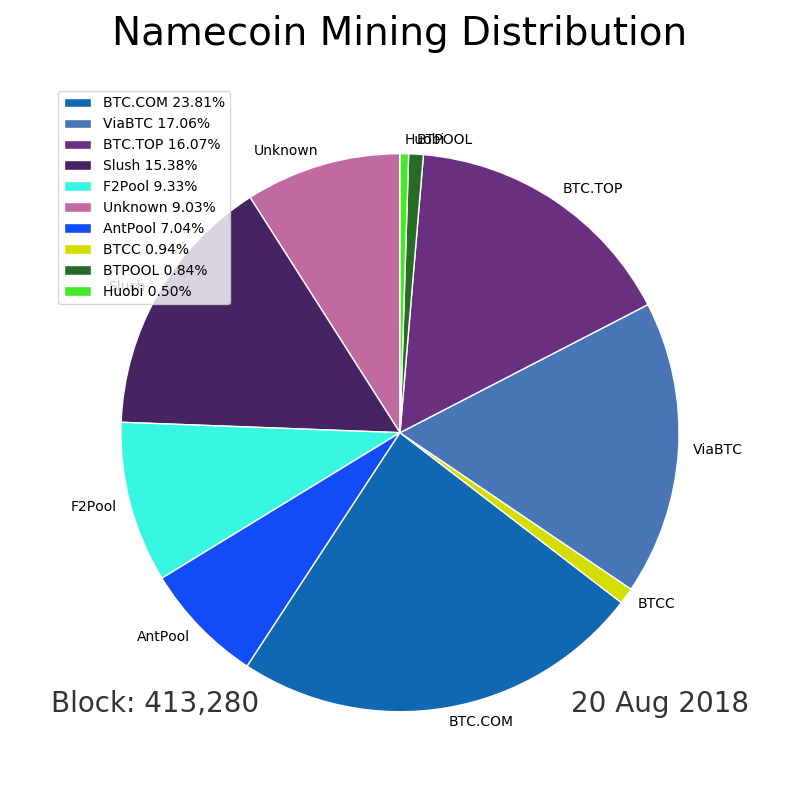 Namecoin Mining Distribution
BTC.COM 23.81%
ViaBTC 17.06%
BTC.TOP 16.07%
Slush 15.38%
F2Pool 9.33%
Unknown 9.03%
AntPool 7.04%
BTCC 0.94%
BTPOOL 0.84%
Huobi 0.50%
Huobi
BTPOOL
Unknown
BTC.TOP
Slush
ViaBTC
F2Pool
BTCC
AntPool
BTC.COM
Block: 413,280
20 Aug 2018